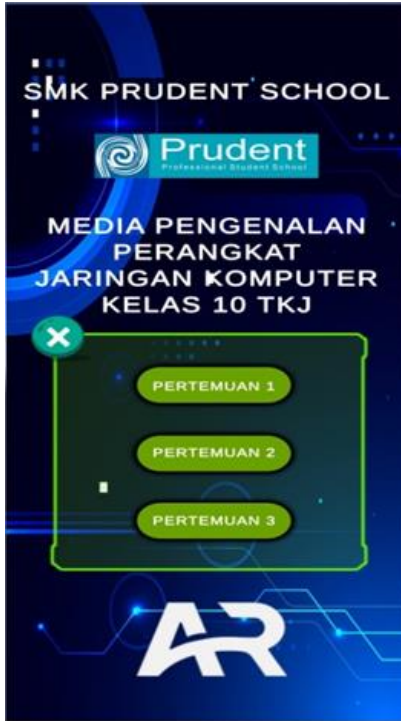 SMK PRUDENT SCHOOL
Prudent
Professional Student School
MEDIA PENGENALAN
PERANGKAT
JARINGAN KOMPUTER
KELAS 10 TKJ
X
PERTEMUAN 1
PERTEMUAN 2
PERTEMUAN 3
AR